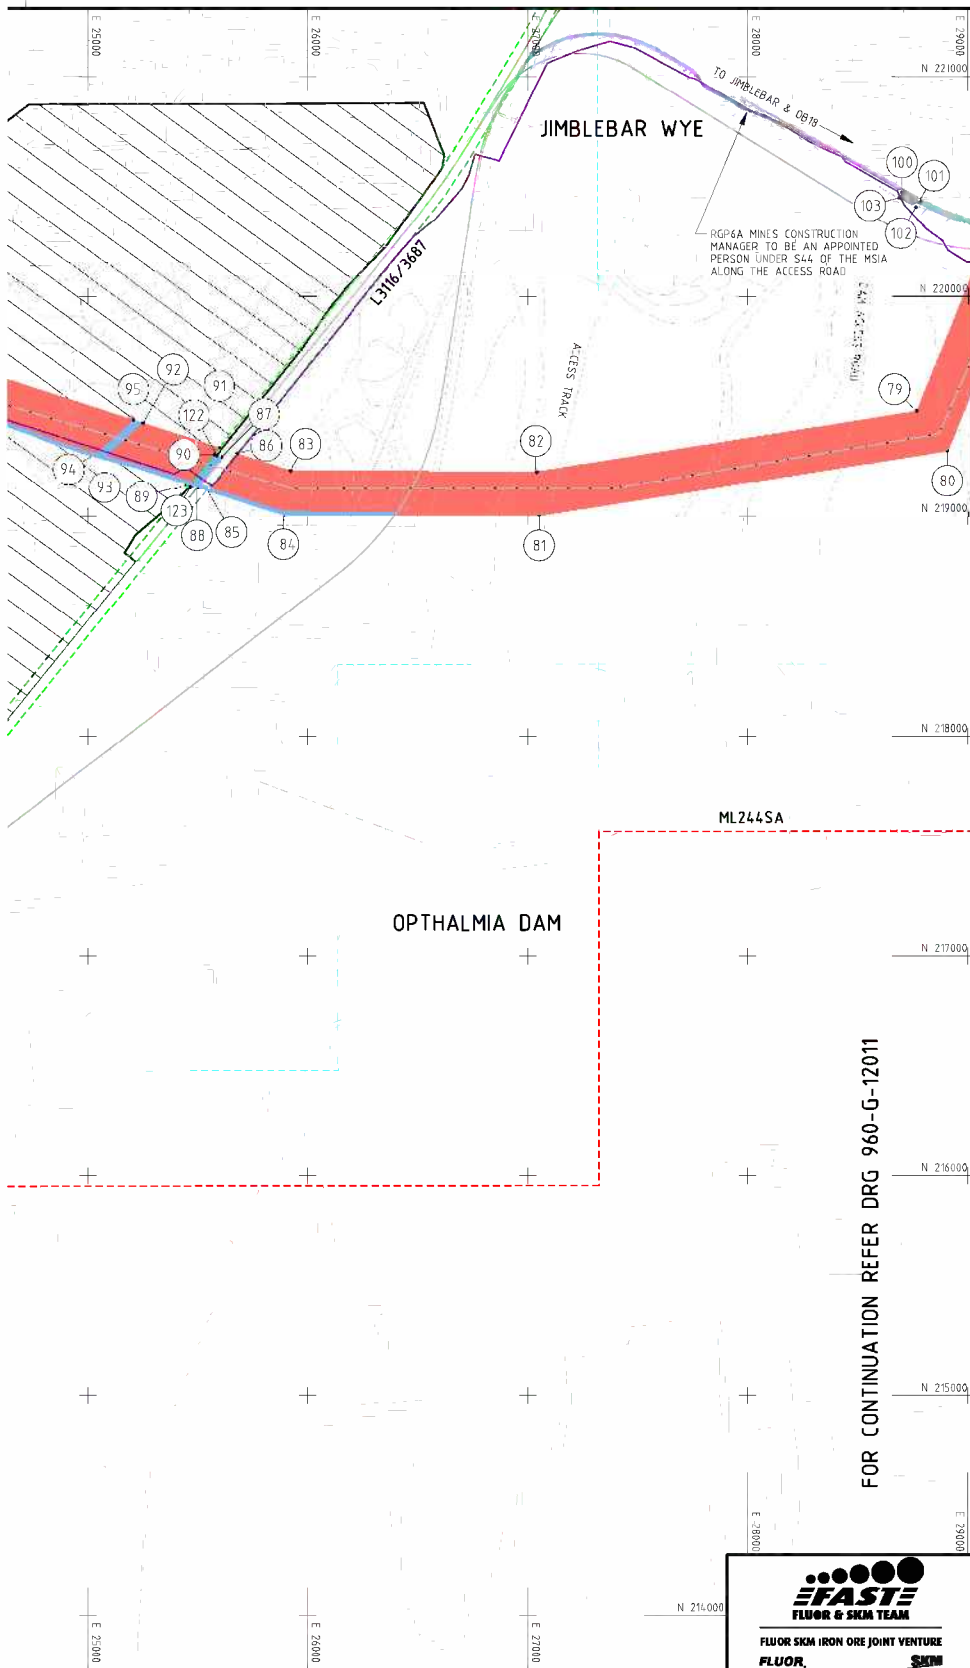 E 25000
E 26000
E 29000
N 221000
E 28000
TO JIMBLEBAR & OB18
JIMBLEBAR WYE
100
101
103
102
RGP6A MINES CONSTRUCTION
MANAGER TO BE AN APPOINTED
PERSON UNDER S44 OF THE MSIA
ALONG THE ACCESS ROAD
L3116/3687
N 220000
ACCESS TRACK
95
92
91
122
87
79
90
86
83
82
94
93
89
123
88
85
84
81
80
N 219000
N 218000
ML244SA
OPTHALMIA DAM
N 217000
FOR CONTINUATION REFER DRG 960-G-12011
N 216000
N 215000
E 28000
E 29000
N 214000
E 25000
E 26000
E 27000
FAST
FLUOR & SKM TEAM
FLUOR SKM IRON ORE JOINT VENTURE
FLUOR.
SKM